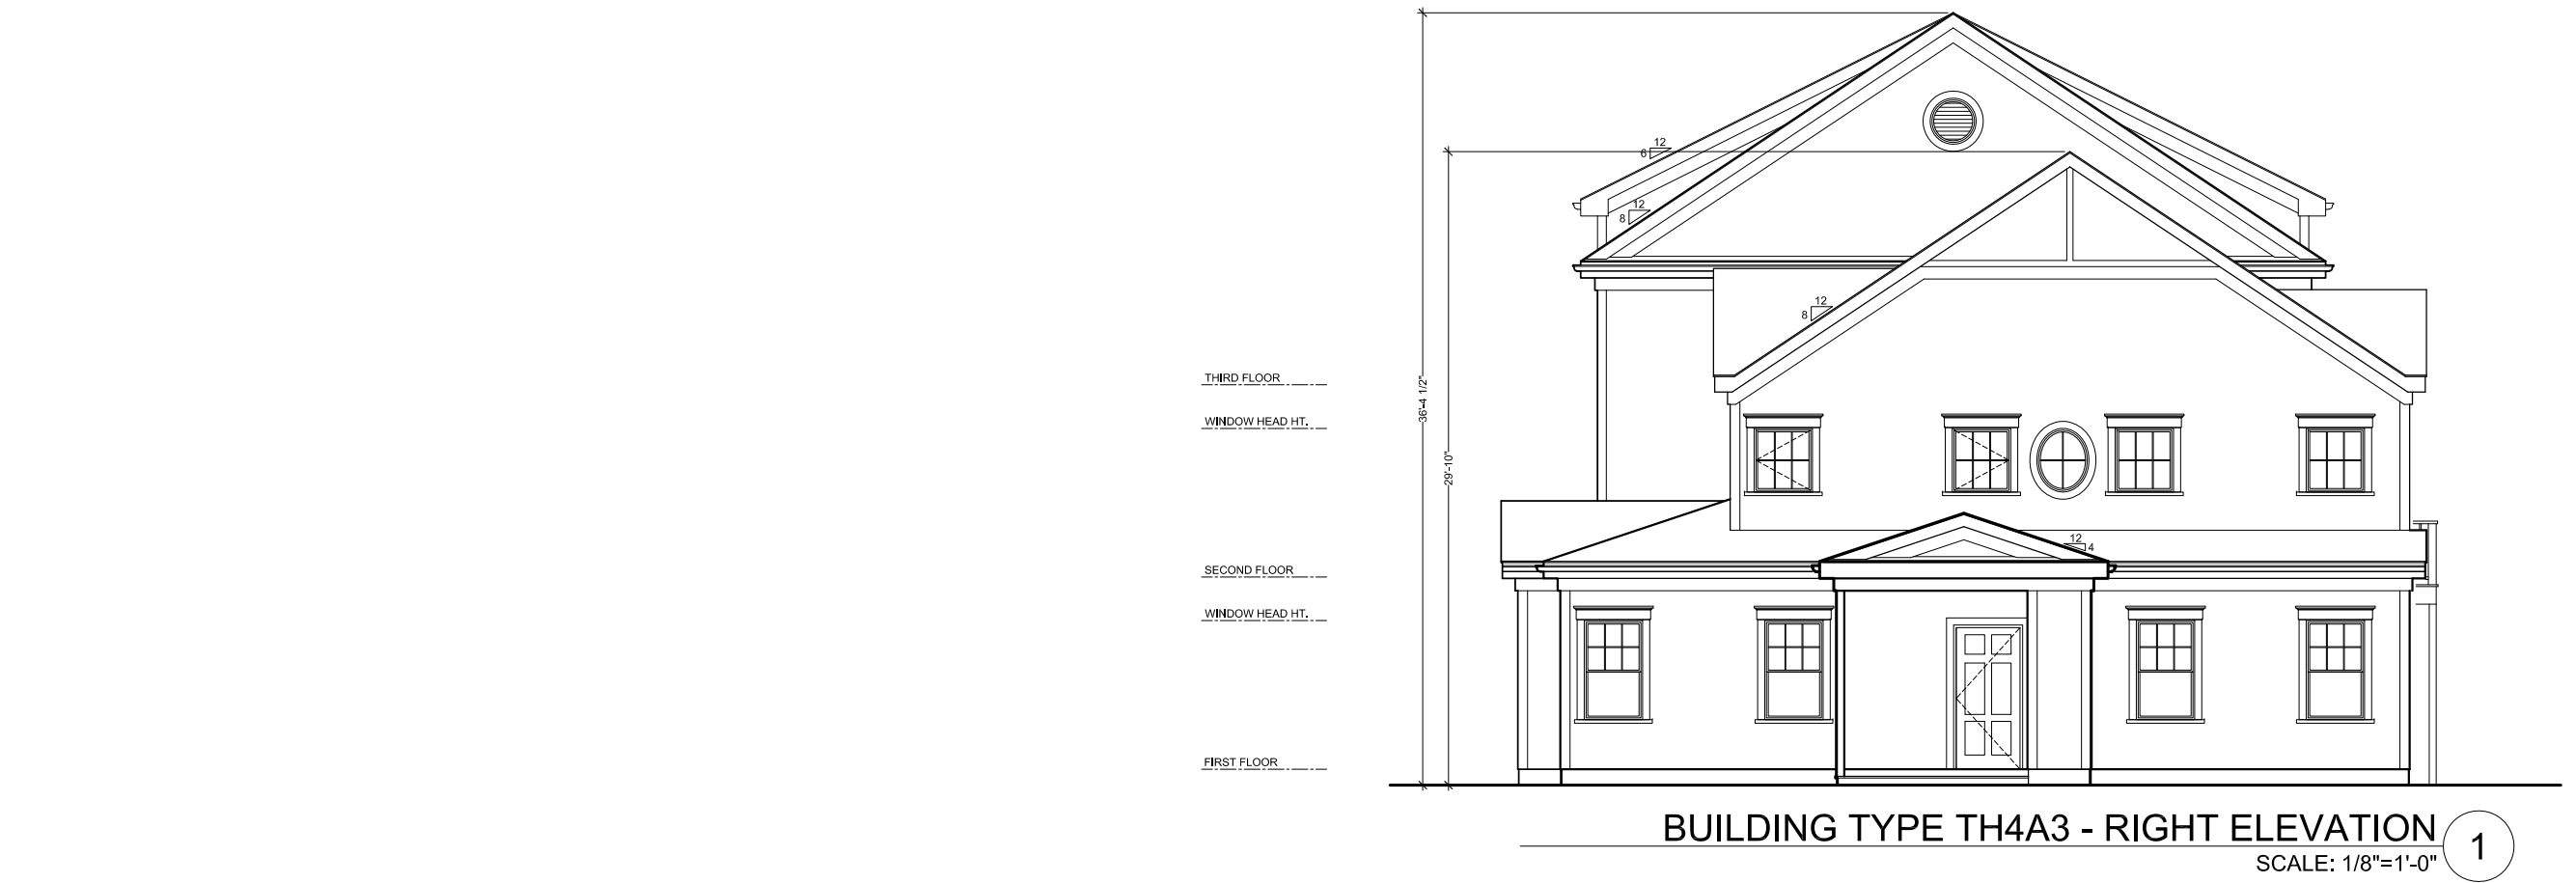 12
6
12
8
12
8
THIRD FLOOR
36'-4 1/2"
WINDOW HEAD HT.
29'-10"
12
4
SECOND FLOOR
WINDOW HEAD HT.
FIRST FLOOR
BUILDING TYPE TH4A3 - RIGHT ELEVATION
1
SCALE: 1/8"=1'-0"